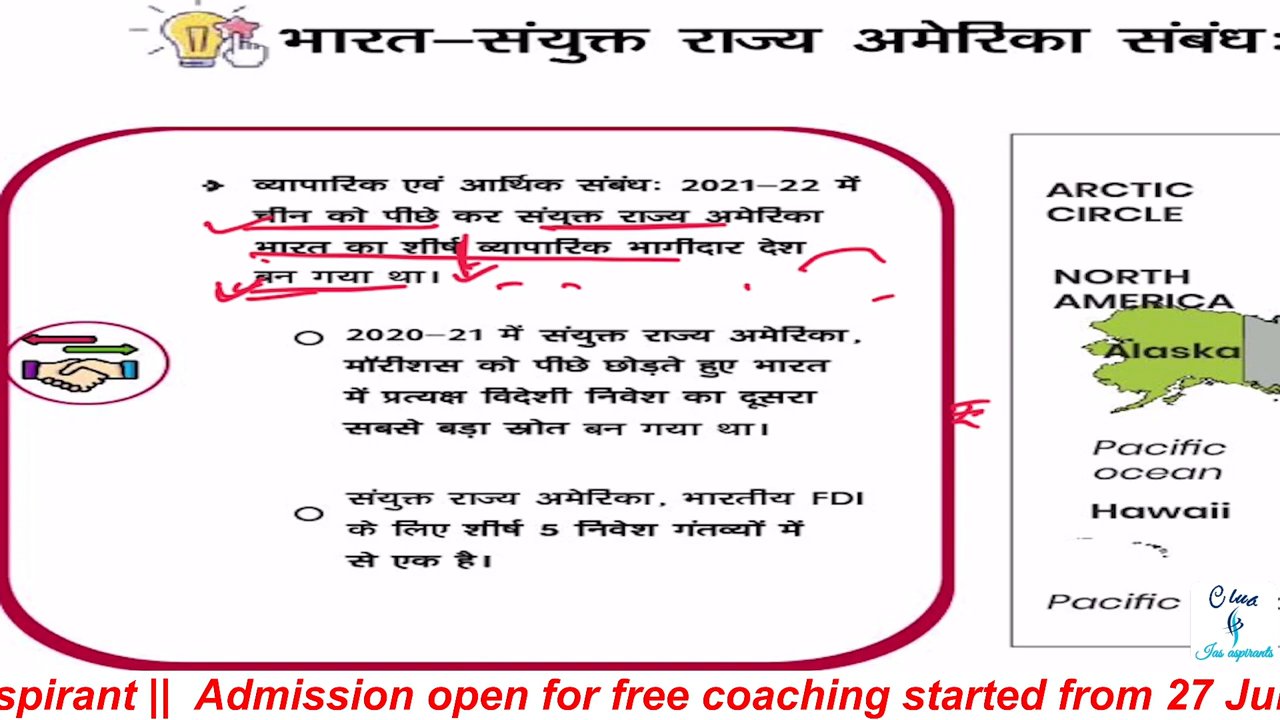 भारत–संयुक्त राज्य अमेरिका संबंध:
व्यापारिक एवं आर्थिक संबंध: 2021–22 में
चीन को पीछे कर संयुक्त राज्य अमेरिका
भारत का शीर्ष व्यापारिक भागीदार देश
बन गया था।
2020–21 में संयुक्त राज्य अमेरिका,
मॉरीशस को पीछे छोड़ते हुए भारत
में प्रत्यक्ष विदेशी निवेश का दूसरा
सबसे बड़ा स्रोत बन गया था।
संयुक्त राज्य अमेरिका, भारतीय FDI
के लिए शीर्ष 5 निवेश गंतव्यों में
से एक है।
ARCTIC
CIRCLE
NORTH
AMERICA
Alaska
Pacific
ocean
Hawaii
Pacific
Ias aspirants
spirant || Admission open for free coaching started from 27 Ju